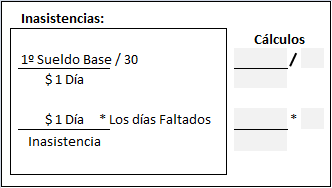 Inasistencias:
Cálculos
1º Sueldo Base / 30
/
$ 1 Día
$ 1 Día * Los días Faltados
*
Inasistencia